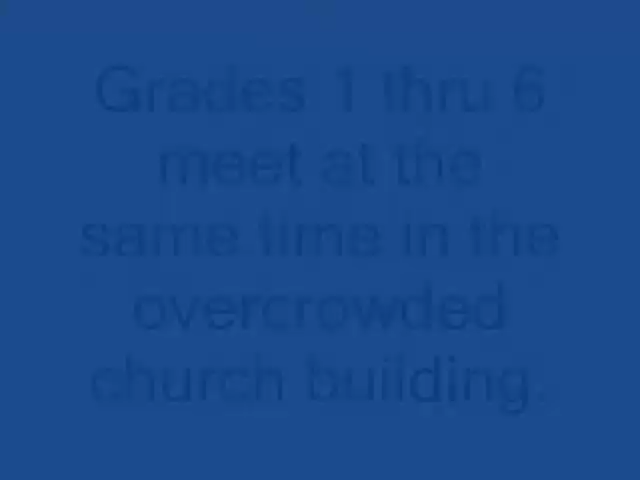 Grades 1 thru 6
meet at the
same time in the
overcrowded
church building.